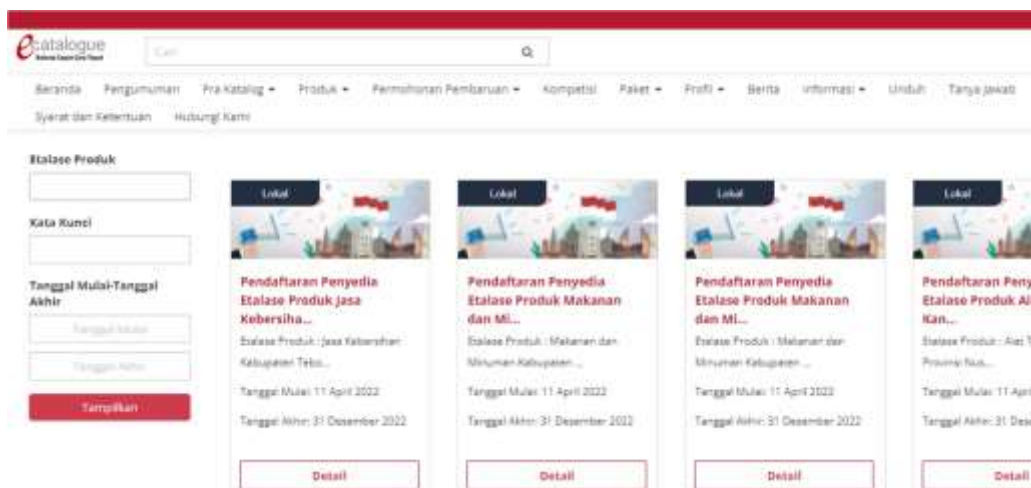 ecatalogue
Cari
Beranda Pengumuman Pra Katalog Produk Permohonan Pembaruan Kompetisi Paket Profil Berita Informasi Unduh Tanya Jawab
Syarat dan Ketentuan Hubungi Kami
Etalase Produk
Kata Kunci
Tanggal Mulai-Tanggal
Akhir
Tanggal Mulai
Tanggal Akhir
Tampilkan
Lokal
Pendaftaran Penyedia
Etalase Produk Jasa
Kebersiha...
Etalase Produk : Jasa Kebersihan
Kabupaten Tebo...
Tanggal Mulai: 11 April 2022
Tanggal Akhir: 31 Desember 2022
Detail
Lokal
Pendaftaran Penyedia
Etalase Produk Makanan
dan Mi...
Etalase Produk : Makanan dan
Minuman Kabupaten ...
Tanggal Mulai: 11 April 2022
Tanggal Akhir: 31 Desember 2022
Detail
Lokal
Pendaftaran Penyedia
Etalase Produk Makanan
dan Mi...
Etalase Produk : Makanan dan
Minuman Kabupaten ...
Tanggal Mulai: 11 April 2022
Tanggal Akhir: 31 Desember 2022
Detail
Lokal
Pendaftaran Peny
Etalase Produk Al
Kan...
Etalase Produk : Alat T
Provinsi Nus...
Tanggal Mulai: 11 Apri
Tanggal Akhir: 31 Dese
Detail